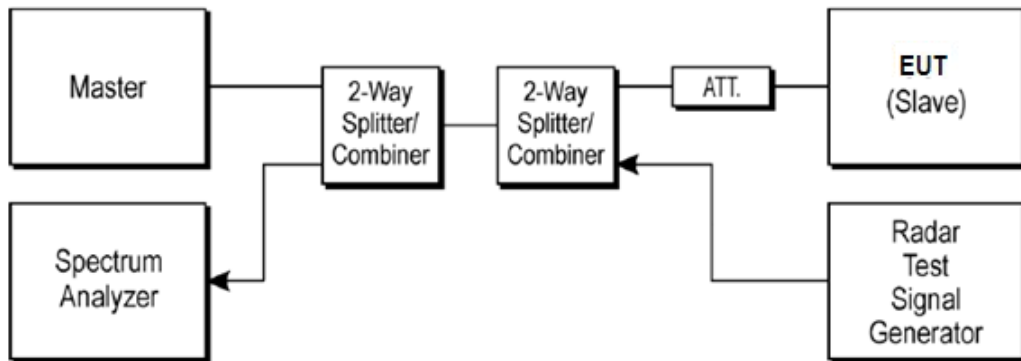 Master
2-Way
Splitter/
Combiner
2-Way
Splitter/
Combiner
ATT.
EUT
(Slave)
Spectrum
Analyzer
Radar
Test
Signal
Generator